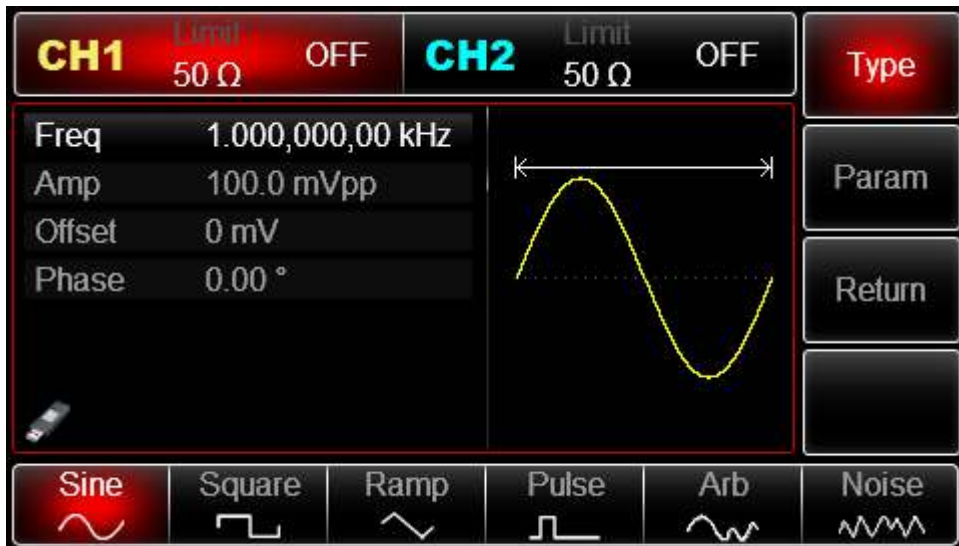 CH1 Limit 50 Ω OFF
CH2 Limit 50 Ω OFF
Type
Freq 1.000,000,00 kHz
Amp 100.0 mVpp
Offset 0 mV
Phase 0.00 °
Param
Return
Sine Square Ramp Pulse Arb Noise